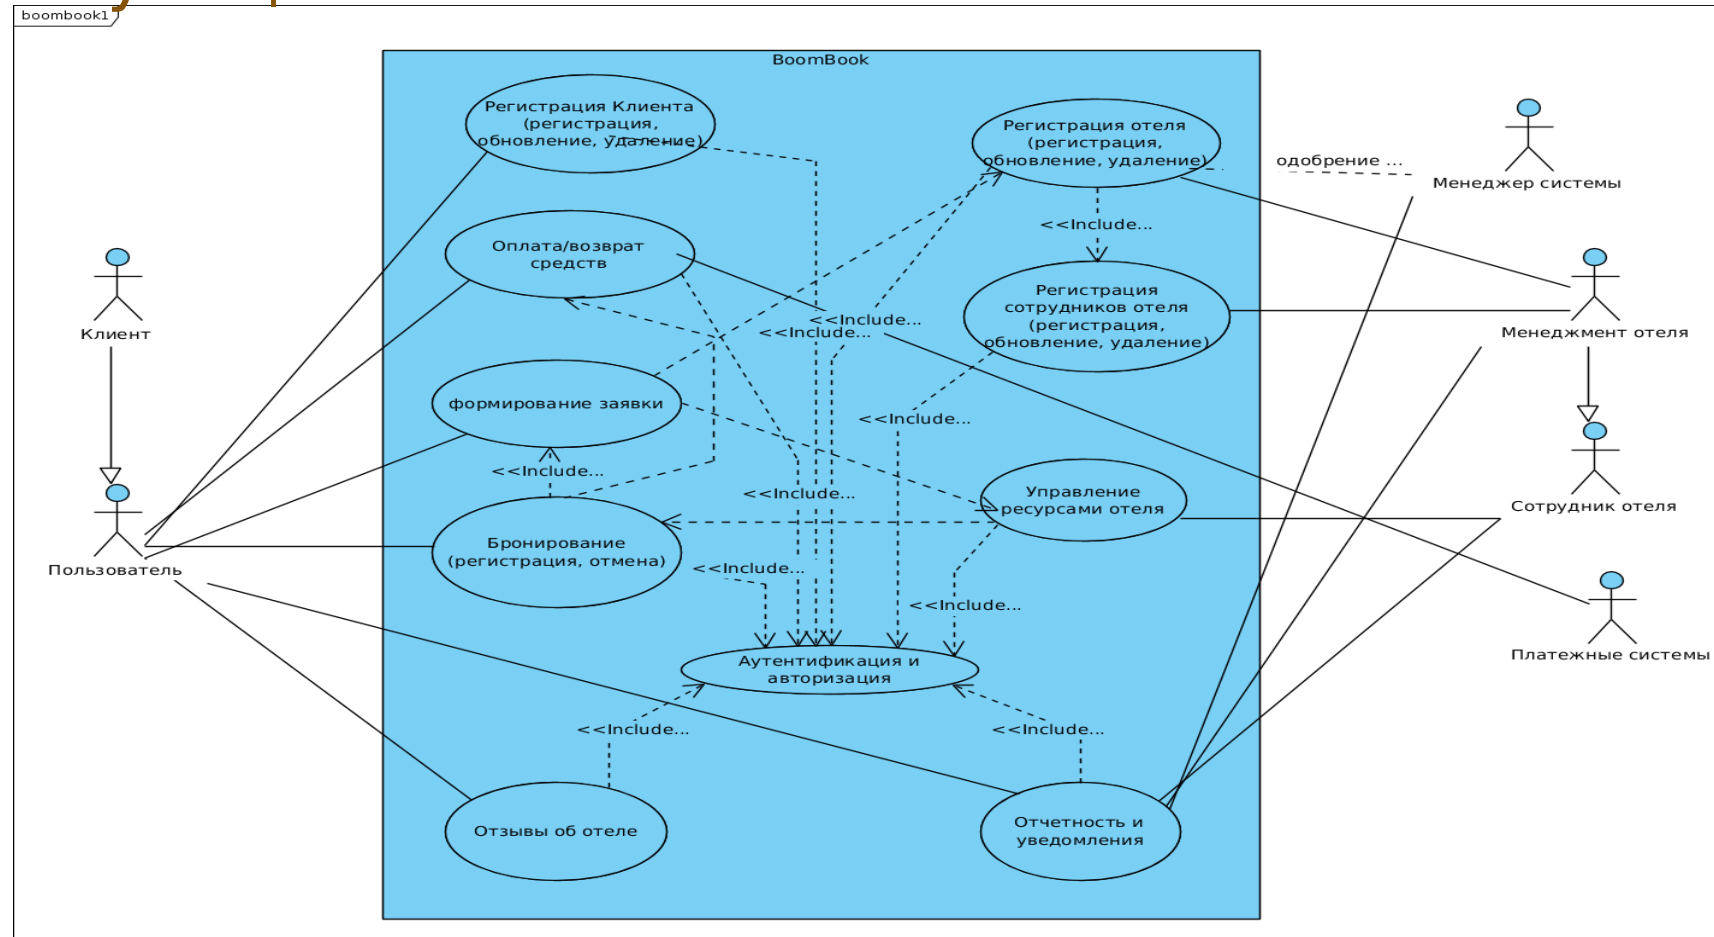 boombook1
BoomBook
Регистрация Клиента
(регистрация,
обновление, удаление)
Регистрация отеля
(регистрация,
обновление, удаление)
одобрение ...
Менеджер системы
<<Include...
Оплата/возврат
средств
Клиент
Регистрация
сотрудников отеля
(регистрация,
обновление, удаление)
<<Include...
<<Include...
Менеджмент отеля
формирование заявки
<<Include...
<<Include...
<<Include...
Управление
ресурсами отеля
Сотрудник отеля
Бронирование
(регистрация, отмена)
Пользователь
<<Include...
<<Include...
Платежные системы
Аутентификация и
авторизация
<<Include...
<<Include...
Отзывы об отеле
Отчетность и
уведомления